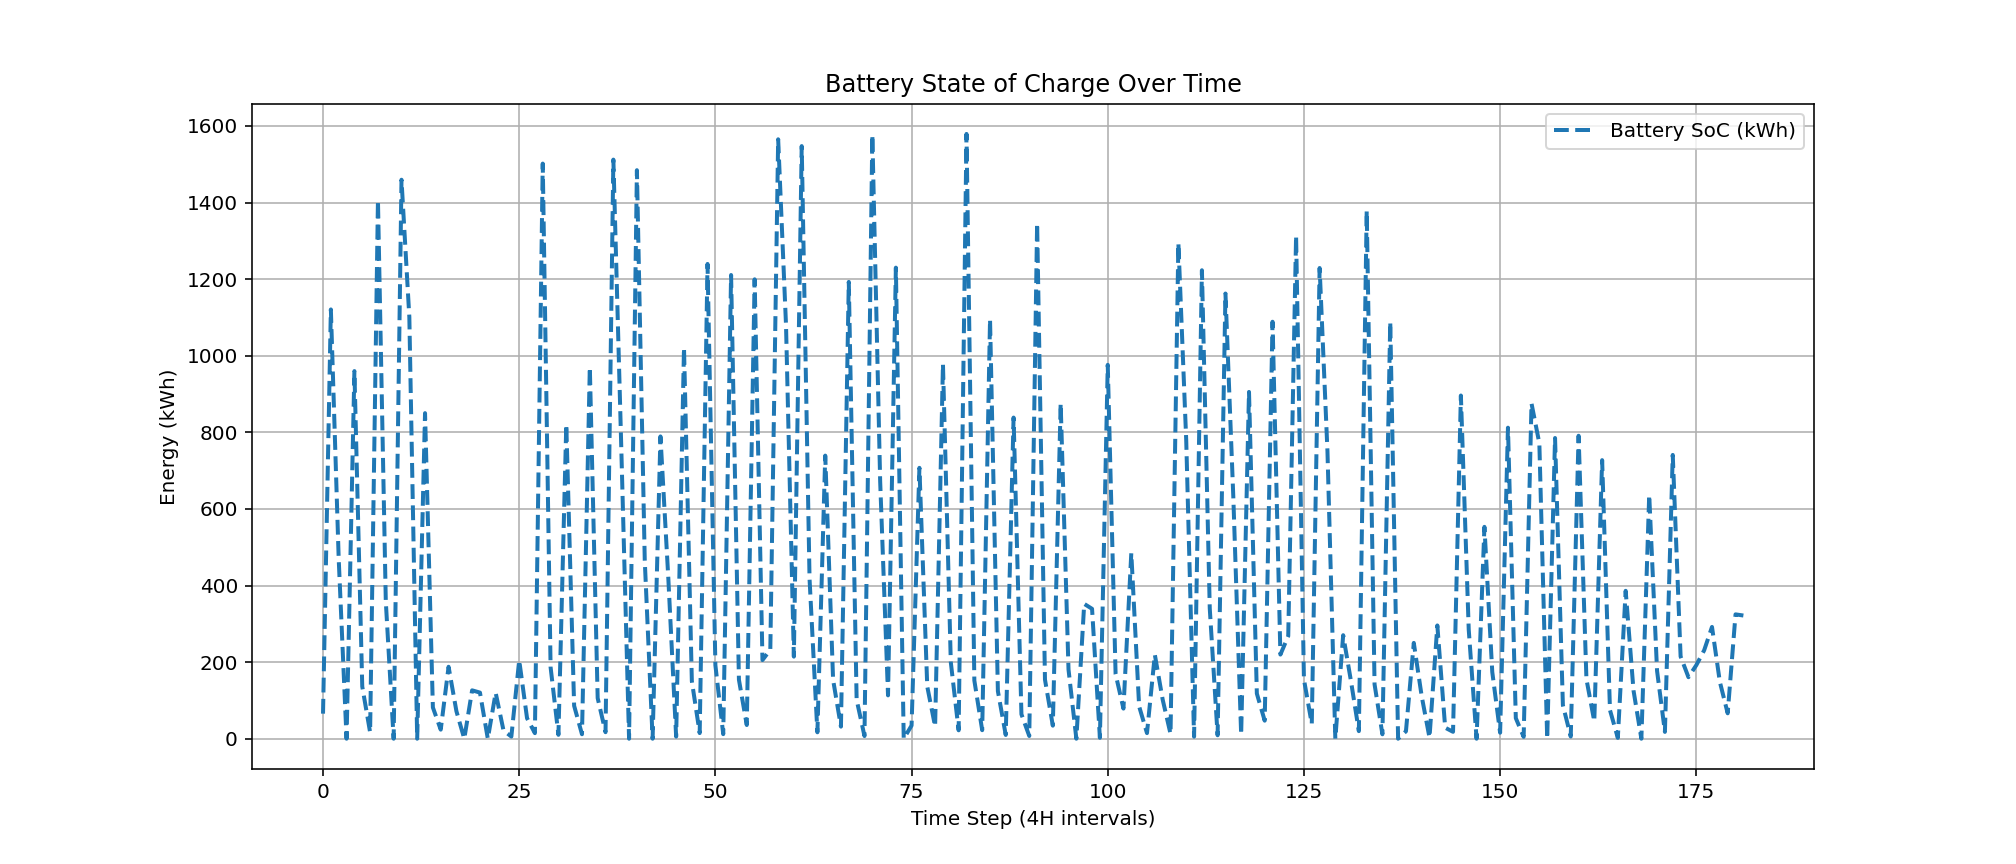 Battery State of Charge Over Time
Battery SoC (kWh)
1600
1400
1200
1000
800
600
400
200
0
Energy (kWh)
0 25 50 75 100 125 150 175
Time Step (4H intervals)